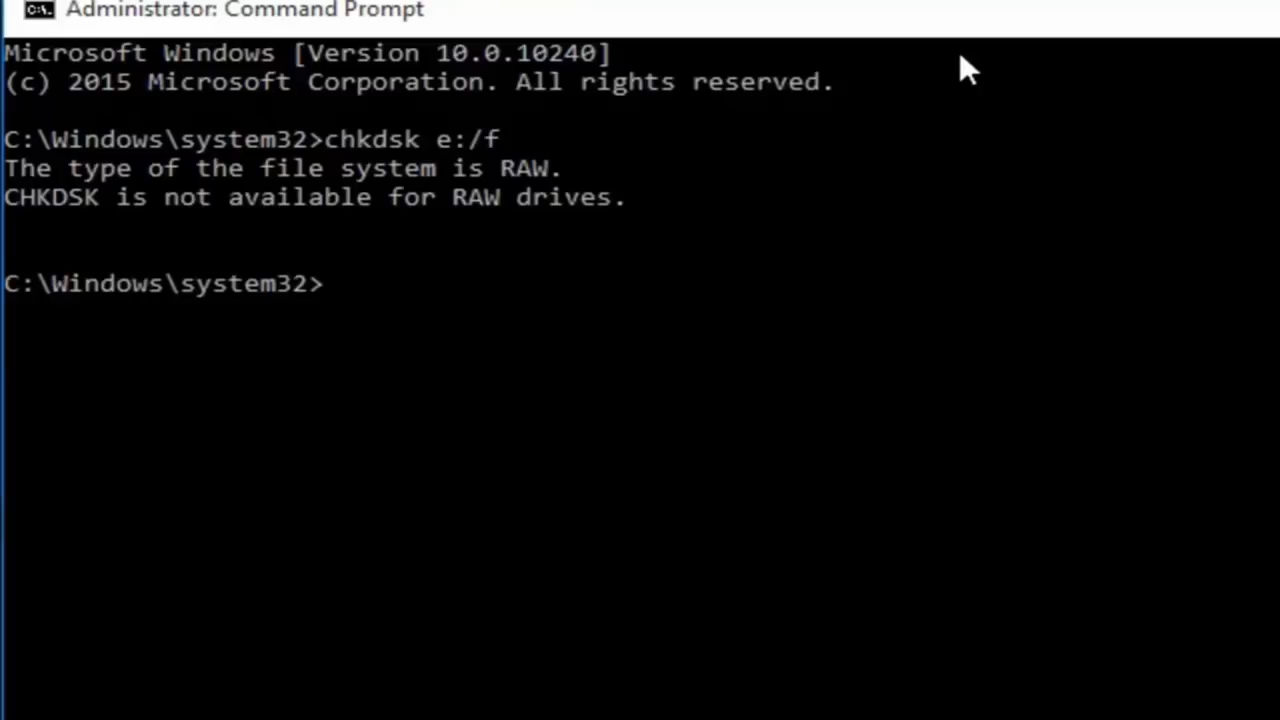 Administrator: Command Prompt
Microsoft Windows [Version 10.0.10240]
(c) 2015 Microsoft Corporation. All rights reserved.
C:\Windows\system32>chkdsk e:/f
The type of the file system is RAW.
CHKDSK is not available for RAW drives.
C:\Windows\system32>